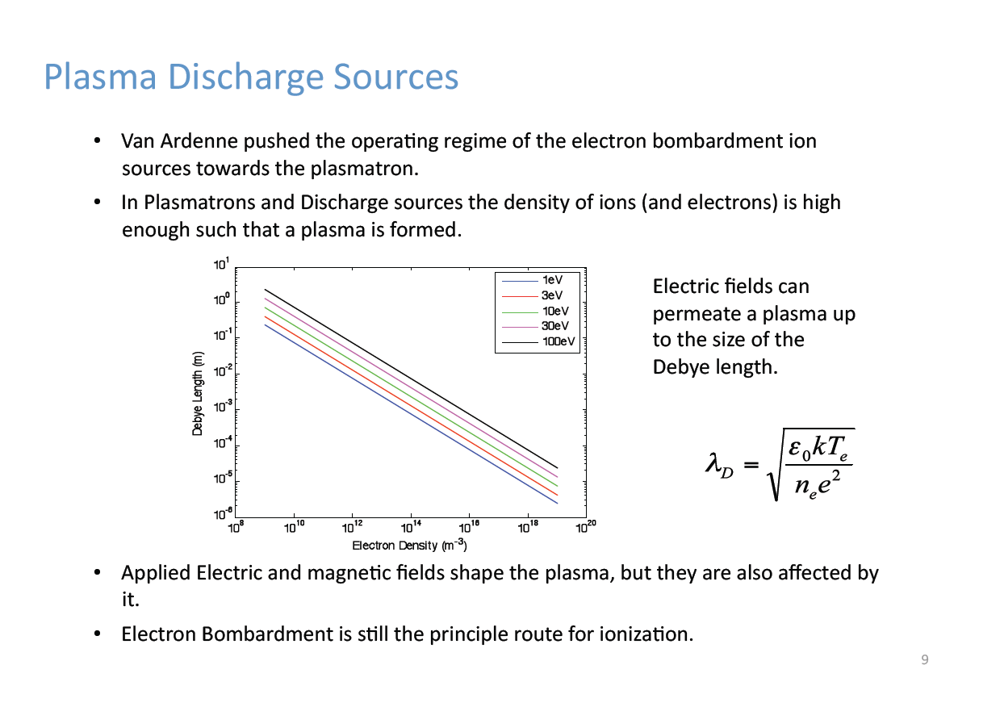 Plasma Discharge Sources
• Van Ardenne pushed the operating regime of the electron bombardment ion
sources towards the plasmatron.
• In Plasmatrons and Discharge sources the density of ions (and electrons) is high
enough such that a plasma is formed.
10^1
10^0
10^-1
10^-2
10^-3
10^-4
10^-5
10^-6
Debye Length (m)
1eV
3eV
10eV
30eV
100eV
10^8 10^10 10^12 10^14 10^16 10^18 10^20
Electron Density (m^-3)
Electric fields can
permeate a plasma up
to the size of the
Debye length.
λ_D = √(ε_0 k T_e / n_e e^2)
• Applied Electric and magnetic fields shape the plasma, but they are also affected by
it.
• Electron Bombardment is still the principle route for ionization.
9